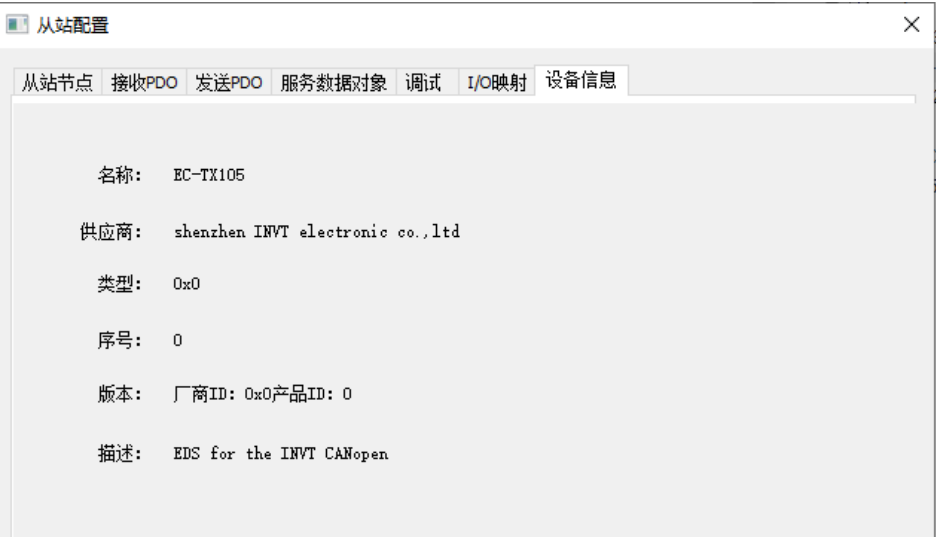 从站配置
从站节点 接收PDO 发送PDO 服务数据对象 调试 I/O映射 设备信息
名称: EC-TX105
供应商: shenzhen INVT electronic co.,ltd
类型: 0x0
序号: 0
版本: 厂商ID: 0x0产品ID: 0
描述: EDS for the INVT CANopen